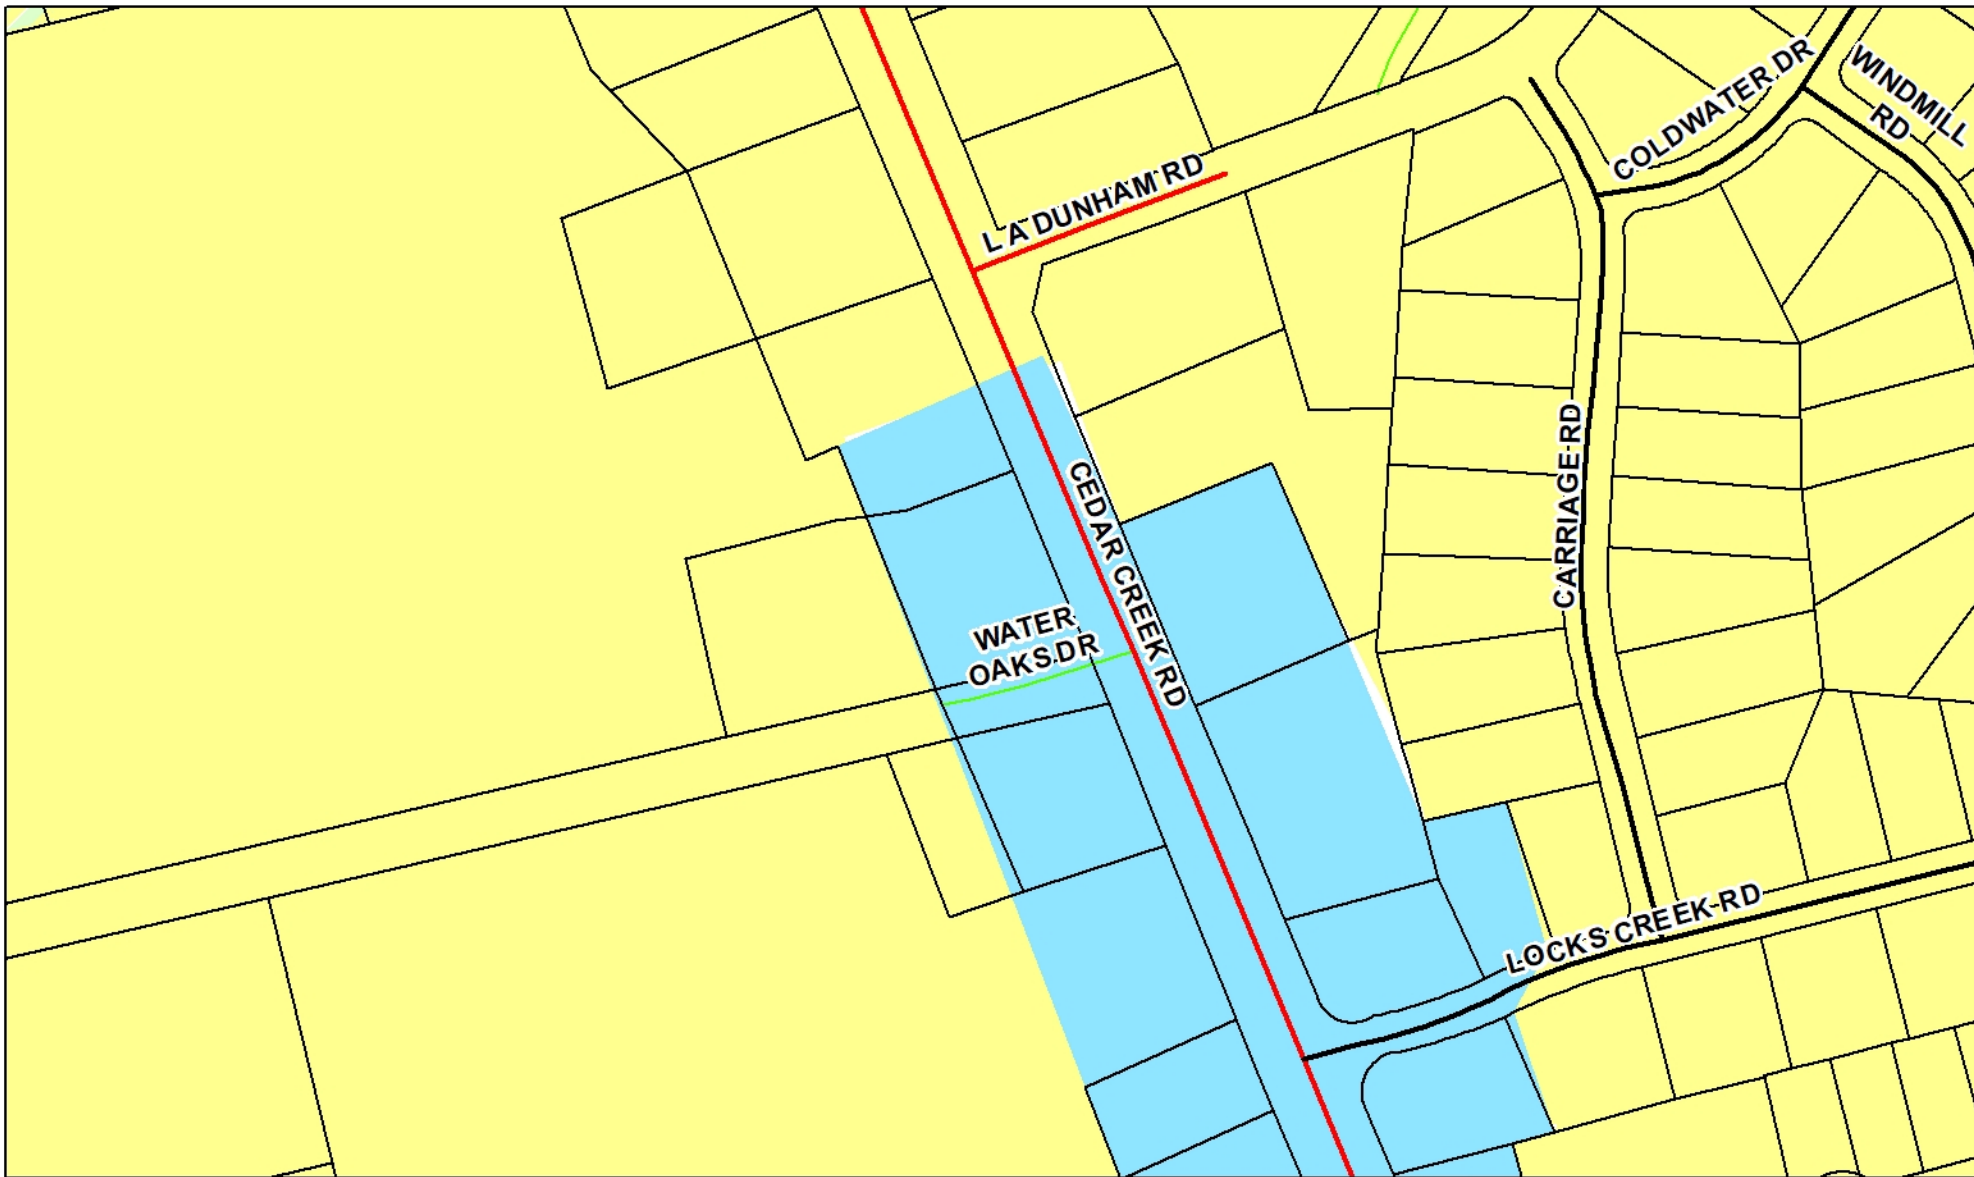 COLDWATER DR
WINDMILL
RD
L A DUNHAM RD
CARRIAGE RD
CEDAR CREEK RD
WATER
OAKS DR
LOCKS CREEK RD